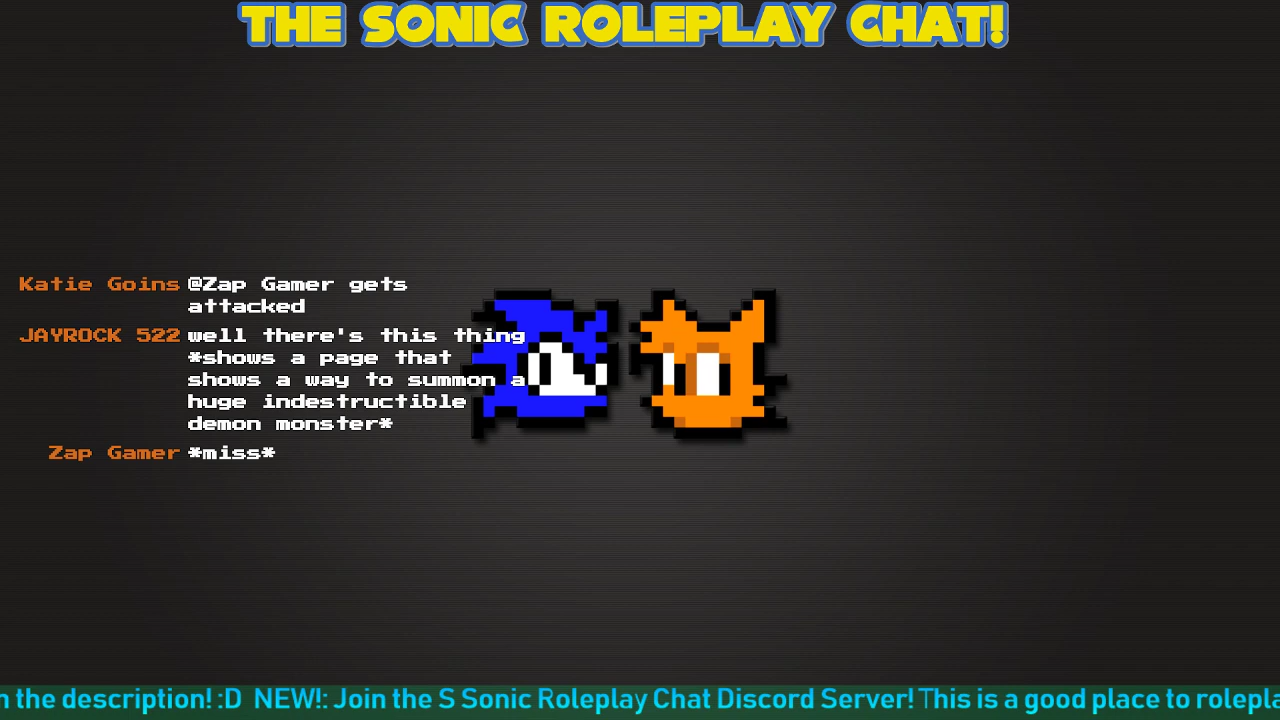 THE SONIC ROLEPLAY CHAT!
Katie Goins @Zap Gamer gets
attacked
JAYROCK 522 well there's this thing
*shows a page that
shows a way to summon a
huge indestructible
demon monster*
Zap Gamer *miss*
the description! :D NEW!: Join the S Sonic Roleplay Chat Discord Server! This is a good place to